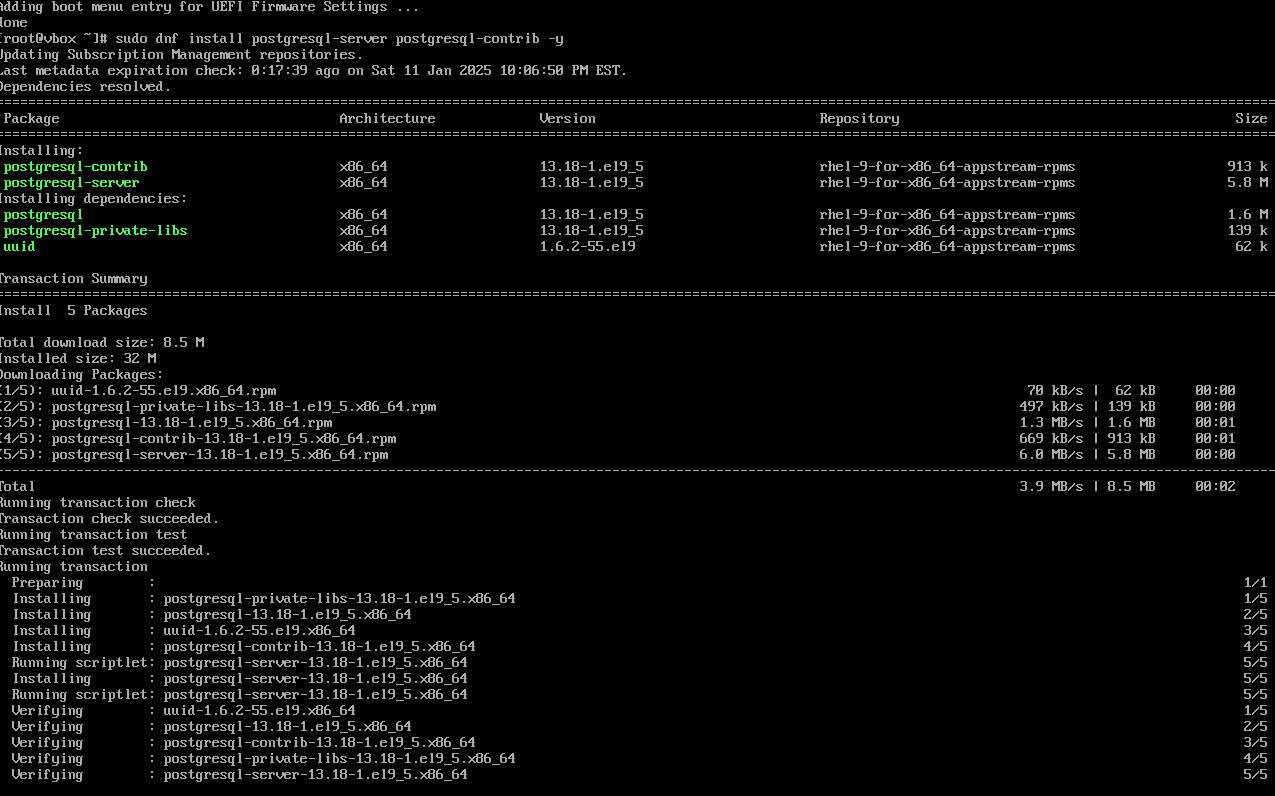 Adding boot menu entry for UEFI Firmware Settings ...
done
[root@vbox ~]# sudo dnf install postgresql-server postgresql-contrib -y
Updating Subscription Management repositories.
Last metadata expiration check: 0:17:39 ago on Sat 11 Jan 2025 10:06:50 PM EST.
Dependencies resolved.
Package Architecture Version Repository Size
Installing:
postgresql-contrib x86_64 13.18-1.el9_5 rhel-9-for-x86_64-appstream-rpms 913 k
postgresql-server x86_64 13.18-1.el9_5 rhel-9-for-x86_64-appstream-rpms 5.8 M
Installing dependencies:
postgresql x86_64 13.18-1.el9_5 rhel-9-for-x86_64-appstream-rpms 1.6 M
postgresql-private-libs x86_64 13.18-1.el9_5 rhel-9-for-x86_64-appstream-rpms 139 k
uuid x86_64 1.6.2-55.el9 rhel-9-for-x86_64-appstream-rpms 62 k
Transaction Summary
Install 5 Packages
Total download size: 8.5 M
Installed size: 32 M
Downloading Packages:
(1/5): uuid-1.6.2-55.el9.x86_64.rpm 70 kB/s | 62 kB 00:00
(2/5): postgresql-private-libs-13.18-1.el9_5.x86_64.rpm 497 kB/s | 139 kB 00:00
(3/5): postgresql-13.18-1.el9_5.x86_64.rpm 1.3 MB/s | 1.6 MB 00:01
(4/5): postgresql-contrib-13.18-1.el9_5.x86_64.rpm 669 kB/s | 913 kB 00:01
(5/5): postgresql-server-13.18-1.el9_5.x86_64.rpm 6.0 MB/s | 5.8 MB 00:00
Total 3.9 MB/s | 8.5 MB 00:02
Running transaction check
Transaction check succeeded.
Running transaction test
Transaction test succeeded.
Running transaction
Preparing : 1/1
Installing : postgresql-private-libs-13.18-1.el9_5.x86_64 1/5
Installing : postgresql-13.18-1.el9_5.x86_64 2/5
Installing : uuid-1.6.2-55.el9.x86_64 3/5
Installing : postgresql-contrib-13.18-1.el9_5.x86_64 4/5
Running scriptlet: postgresql-server-13.18-1.el9_5.x86_64 5/5
Installing : postgresql-server-13.18-1.el9_5.x86_64 5/5
Running scriptlet: postgresql-server-13.18-1.el9_5.x86_64 5/5
Verifying : uuid-1.6.2-55.el9.x86_64 1/5
Verifying : postgresql-13.18-1.el9_5.x86_64 2/5
Verifying : postgresql-contrib-13.18-1.el9_5.x86_64 3/5
Verifying : postgresql-private-libs-13.18-1.el9_5.x86_64 4/5
Verifying : postgresql-server-13.18-1.el9_5.x86_64 5/5